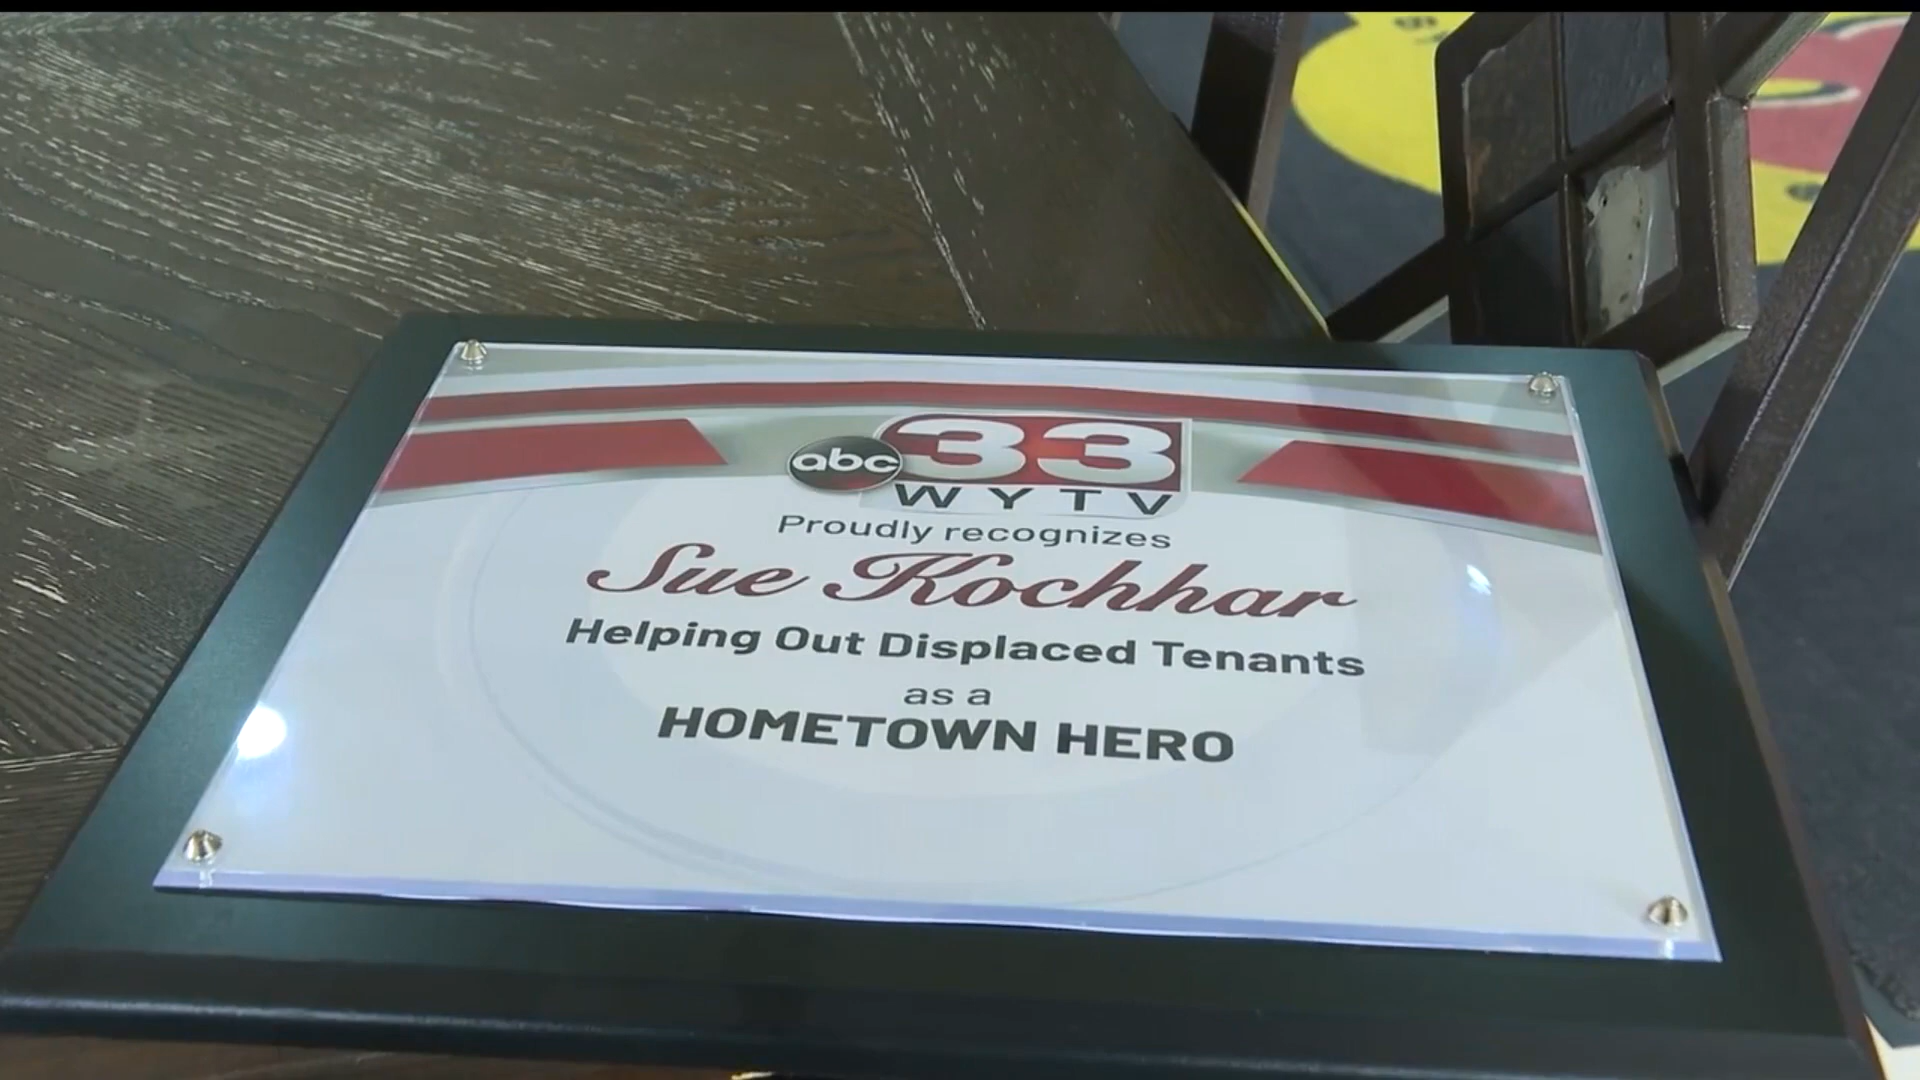 abc 33
WYTV
Proudly recognizes
Sue Kochhar
Helping Out Displaced Tenants
as a
HOMETOWN HERO